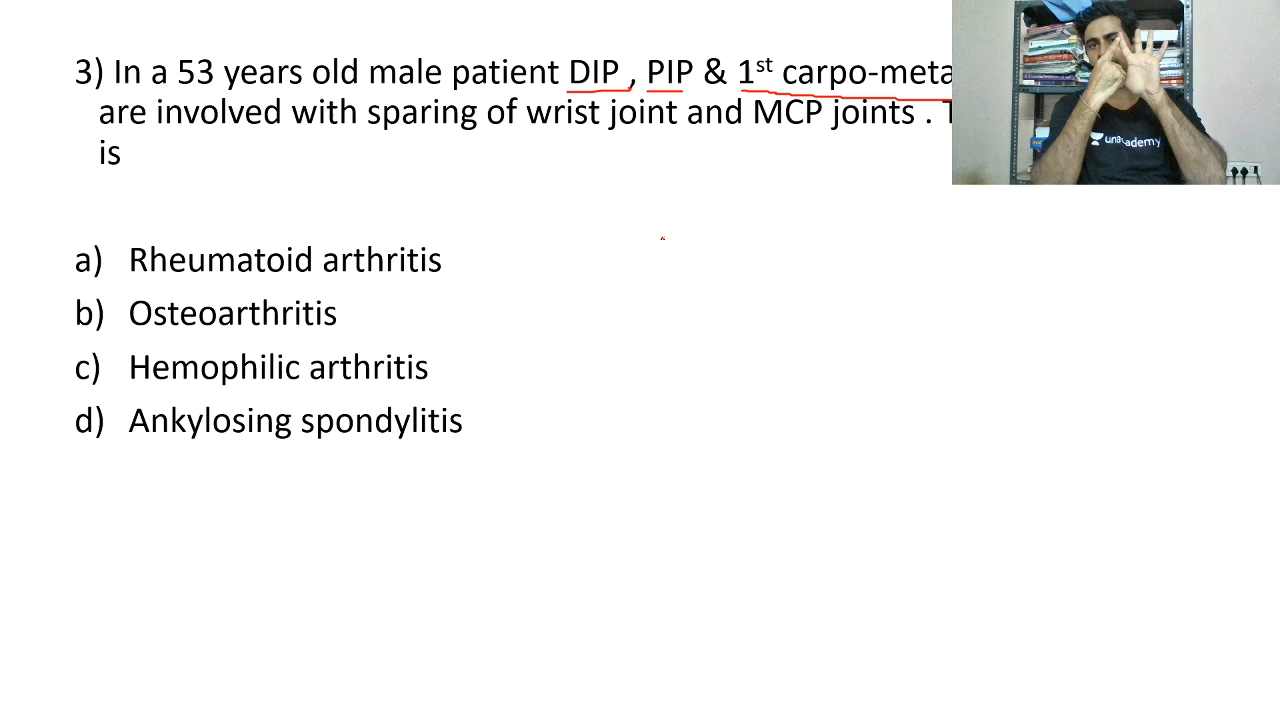 3) In a 53 years old male patient DIP , PIP & 1st carpo-meta
are involved with sparing of wrist joint and MCP joints .
is
unacademy
a) Rheumatoid arthritis
b) Osteoarthritis
c) Hemophilic arthritis
d) Ankylosing spondylitis